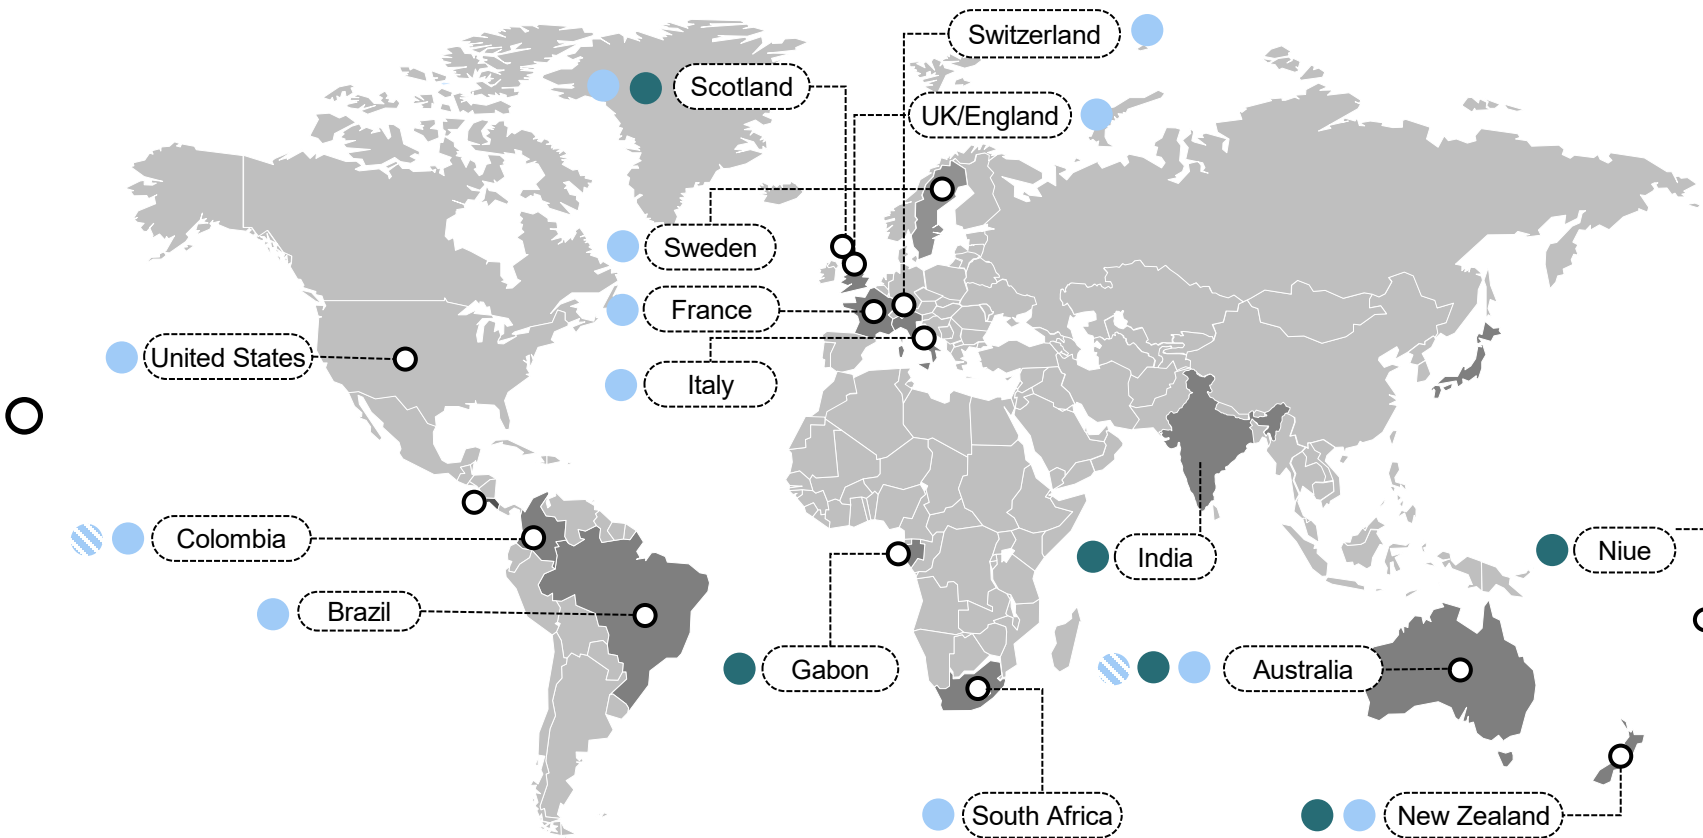 Switzerland
Scotland
UK/England
Sweden
France
United States
Italy
Colombia
Niue
India
Brazil
Gabon
Australia
South Africa
New Zealand